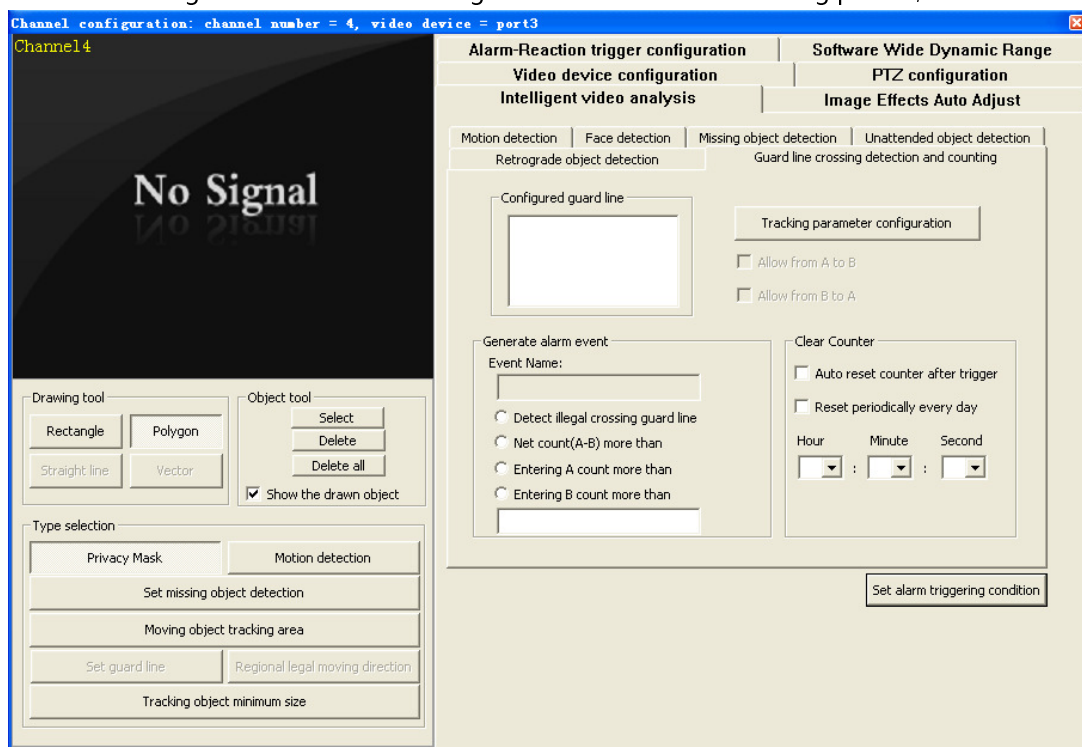 Channel configuration: channel number = 4, video device = port3
Channel4
No Signal
Drawing tool
Rectangle
Polygon
Straight line
Vector
Object tool
Select
Delete
Delete all
Show the drawn object
Type selection
Privacy Mask
Motion detection
Set missing object detection
Moving object tracking area
Set guard line
Regional legal moving direction
Tracking object minimum size
Alarm-Reaction trigger configuration
Software Wide Dynamic Range
Video device configuration
PTZ configuration
Intelligent video analysis
Image Effects Auto Adjust
Motion detection
Face detection
Missing object detection
Unattended object detection
Retrograde object detection
Guard line crossing detection and counting
Configured guard line
Tracking parameter configuration
Allow from A to B
Allow from B to A
Generate alarm event
Event Name:
Detect illegal crossing guard line
Net count(A-B) more than
Entering A count more than
Entering B count more than
Clear Counter
Auto reset counter after trigger
Reset periodically every day
Hour Minute Second
: :
Set alarm triggering condition